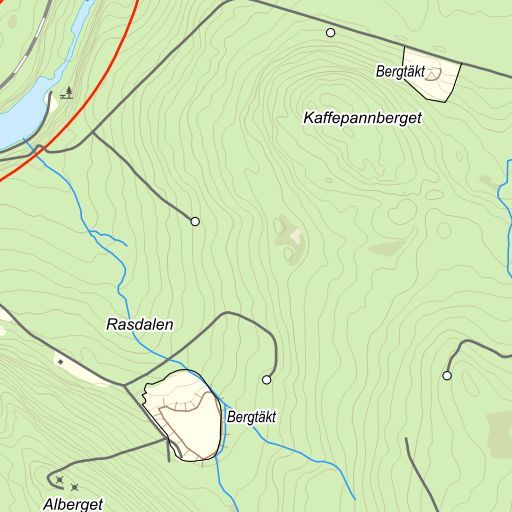 Bergtäkt
Kaffepannberget
Rasdalen
Bergtäkt
Alberget